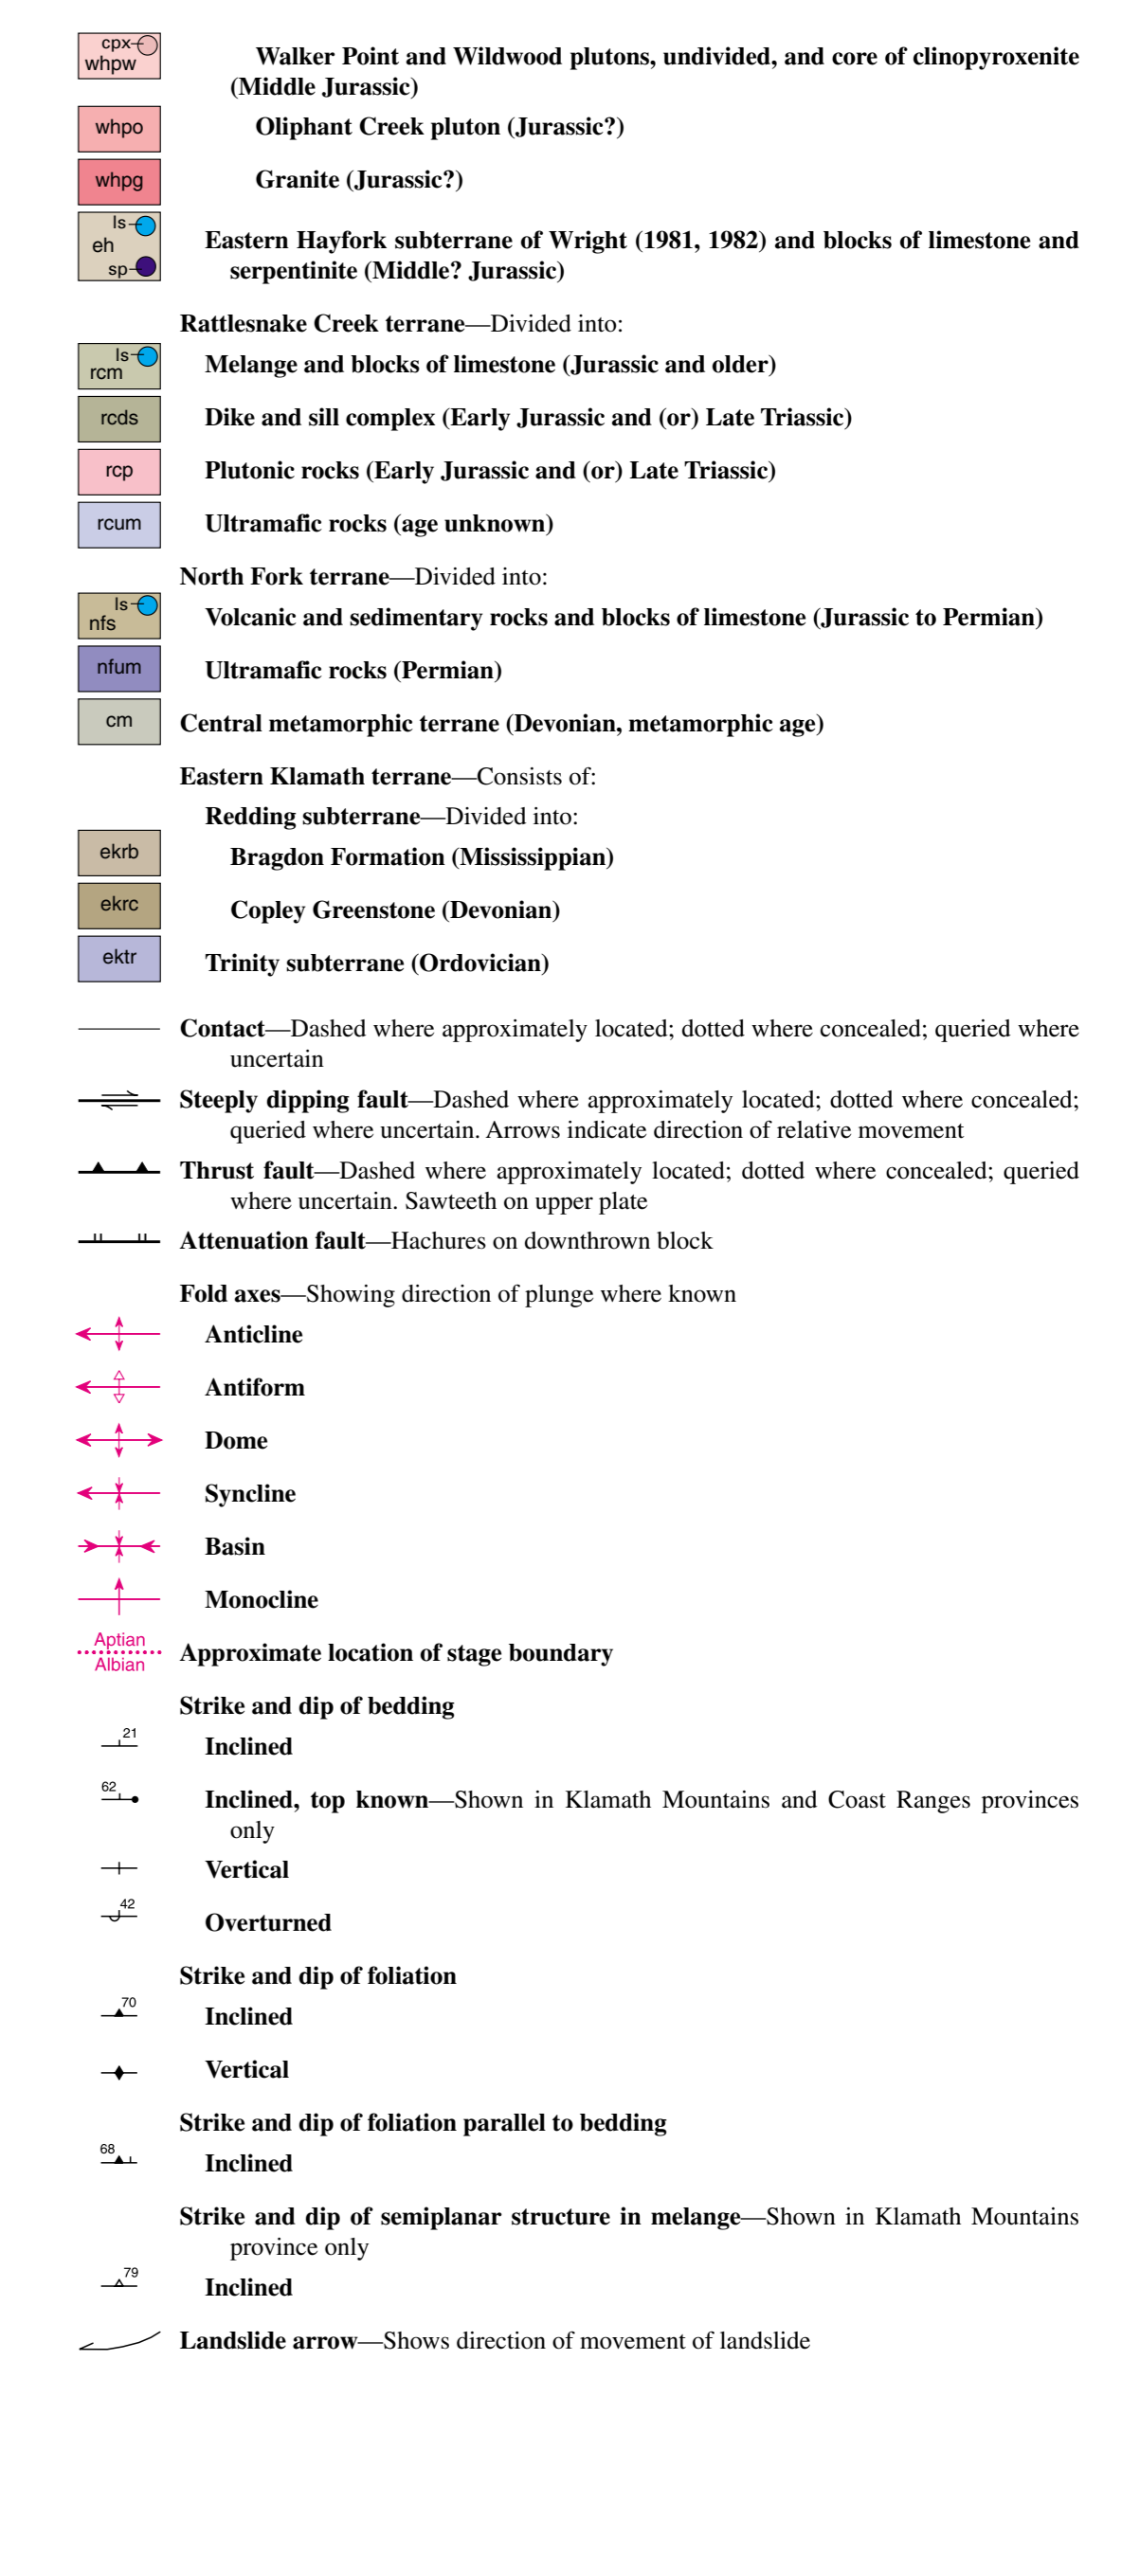 cpx
whpw
Walker Point and Wildwood plutons, undivided, and core of clinopyroxenite
(Middle Jurassic)
whpo
Oliphant Creek pluton (Jurassic?)
whpg
Granite (Jurassic?)
ls
eh
sp
Eastern Hayfork subterrane of Wright (1981, 1982) and blocks of limestone and
serpentinite (Middle? Jurassic)
Rattlesnake Creek terrane—Divided into:
ls
rcm
Melange and blocks of limestone (Jurassic and older)
rcds
Dike and sill complex (Early Jurassic and (or) Late Triassic)
rcp
Plutonic rocks (Early Jurassic and (or) Late Triassic)
rcum
Ultramafic rocks (age unknown)
North Fork terrane—Divided into:
ls
nfs
Volcanic and sedimentary rocks and blocks of limestone (Jurassic to Permian)
nfum
Ultramafic rocks (Permian)
cm
Central metamorphic terrane (Devonian, metamorphic age)
Eastern Klamath terrane—Consists of:
Redding subterrane—Divided into:
ekrb
Bragdon Formation (Mississippian)
ekrc
Copley Greenstone (Devonian)
ektr
Trinity subterrane (Ordovician)
Contact—Dashed where approximately located; dotted where concealed; queried where
uncertain
Steeply dipping fault—Dashed where approximately located; dotted where concealed;
queried where uncertain. Arrows indicate direction of relative movement
Thrust fault—Dashed where approximately located; dotted where concealed; queried
where uncertain. Sawteeth on upper plate
Attenuation fault—Hachures on downthrown block
Fold axes—Showing direction of plunge where known
Anticline
Antiform
Dome
Syncline
Basin
Monocline
Aptian
Albian
Approximate location of stage boundary
Strike and dip of bedding
21
Inclined
62
Inclined, top known—Shown in Klamath Mountains and Coast Ranges provinces
only
Vertical
42
Overturned
Strike and dip of foliation
70
Inclined
Vertical
Strike and dip of foliation parallel to bedding
68
Inclined
Strike and dip of semiplanar structure in melange—Shown in Klamath Mountains
province only
79
Inclined
Landslide arrow—Shows direction of movement of landslide